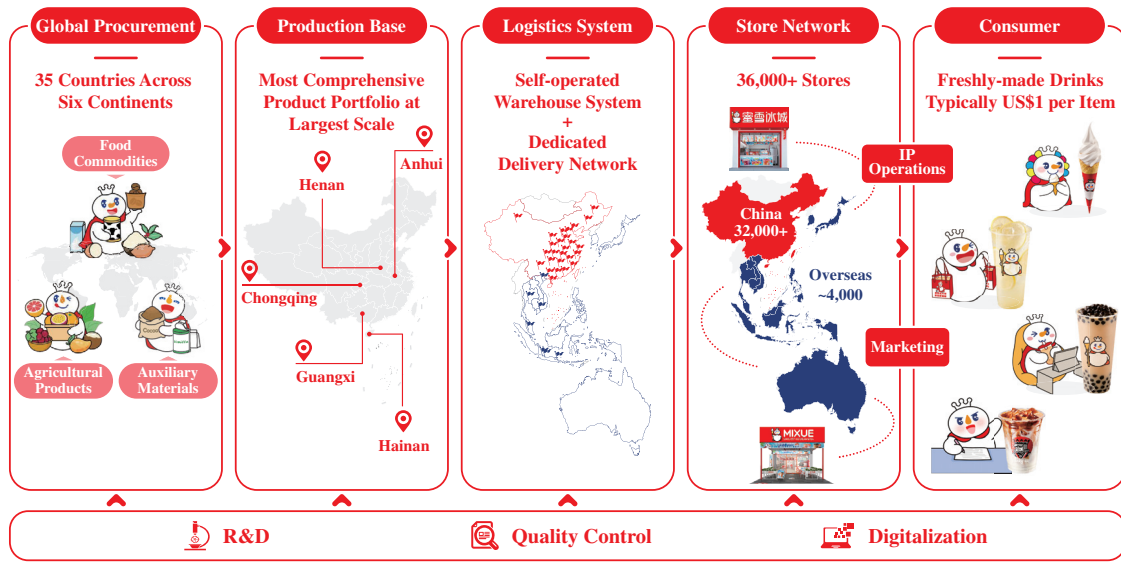 Global Procurement
35 Countries Across
Six Continents
Food
Commodities
Agricultural
Products
Auxiliary
Materials
Production Base
Most Comprehensive
Product Portfolio at
Largest Scale
Anhui
Henan
Chongqing
Guangxi
Hainan
Logistics System
Self-operated
Warehouse System
+
Dedicated
Delivery Network
Store Network
36,000+ Stores
蜜雪冰城
IP
Operations
China
32,000+
Overseas
~4,000
Marketing
MIXUE
Consumer
Freshly-made Drinks
Typically US$1 per Item
R&D
Quality Control
Digitalization